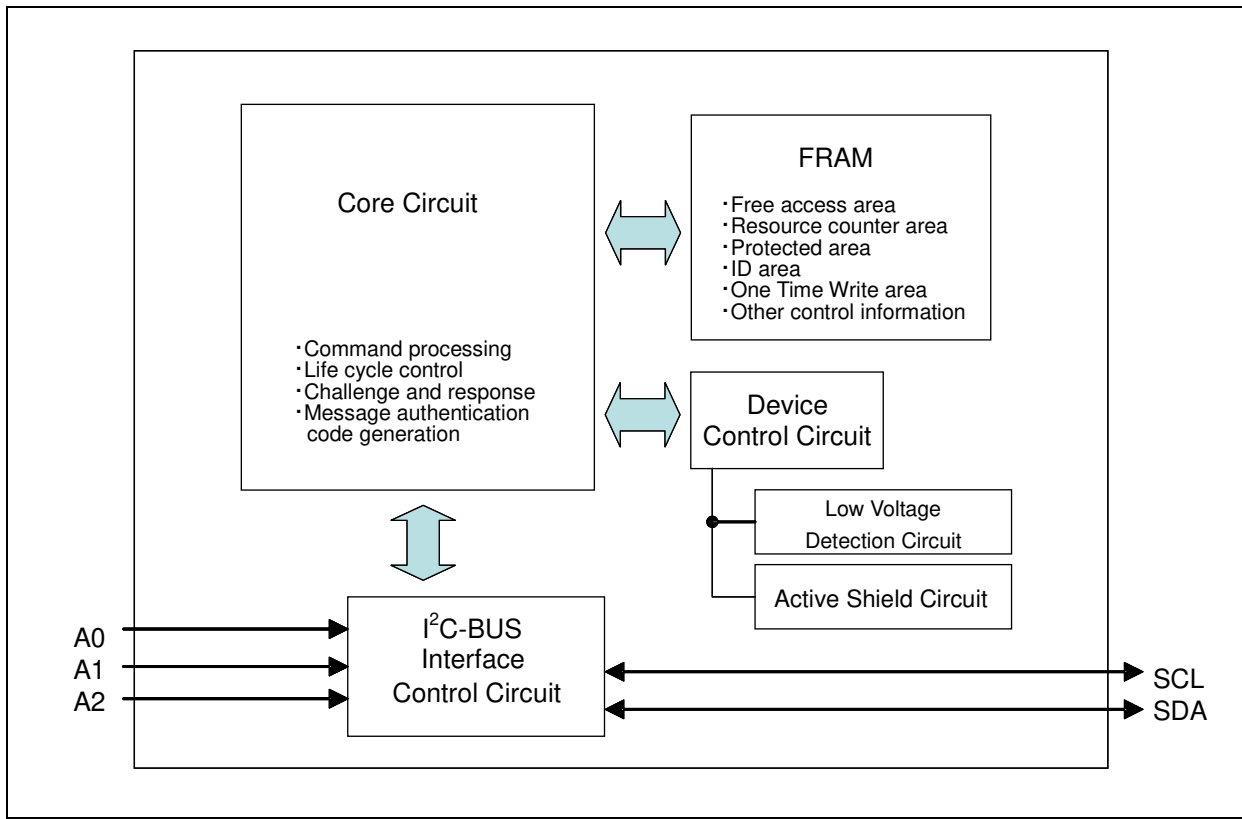 Core Circuit
・Command processing
・Life cycle control
・Challenge and response
・Message authentication
code generation
FRAM
・Free access area
・Resource counter area
・Protected area
・ID area
・One Time Write area
・Other control information
Device
Control Circuit
Low Voltage
Detection Circuit
Active Shield Circuit
I²C-BUS
Interface
Control Circuit
A0
A1
A2
SCL
SDA